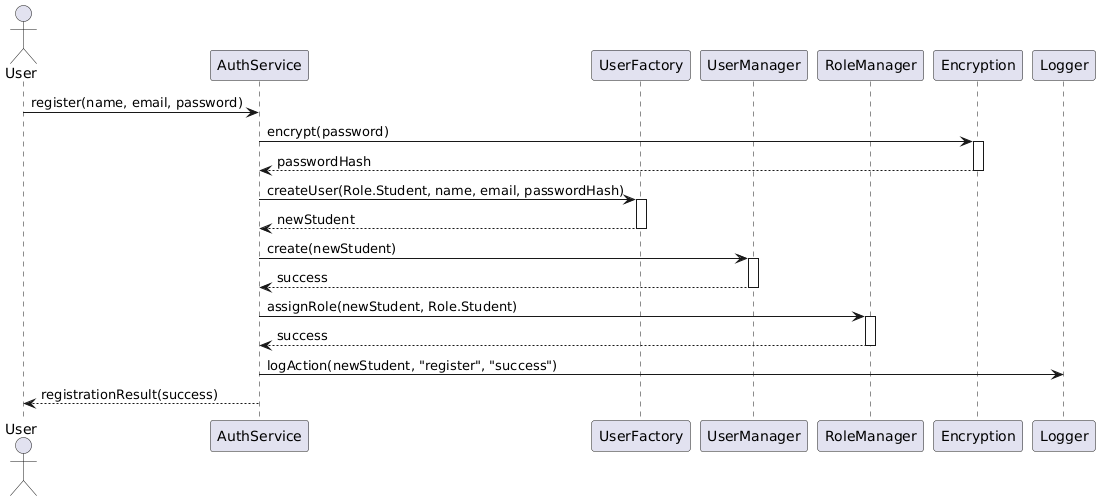 User
AuthService
UserFactory
UserManager
RoleManager
Encryption
Logger
register(name, email, password)
encrypt(password)
passwordHash
createUser(Role.Student, name, email, passwordHash)
newStudent
create(newStudent)
success
assignRole(newStudent, Role.Student)
success
logAction(newStudent, "register", "success")
registrationResult(success)
User
AuthService
UserFactory
UserManager
RoleManager
Encryption
Logger